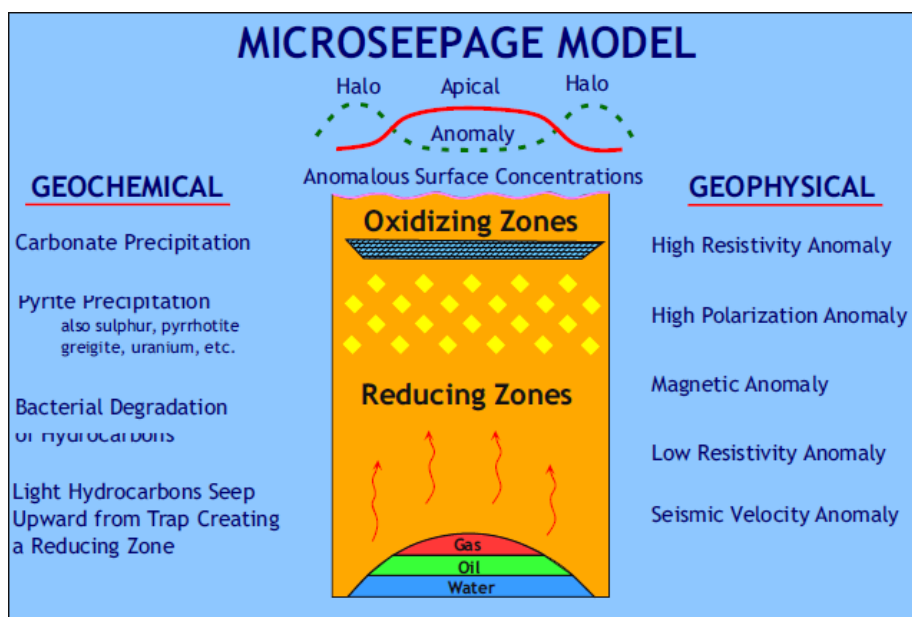 MICROSEEPAGE MODEL
Halo
Apical
Halo
Anomaly
Anomalous Surface Concentrations
GEOCHEMICAL
Carbonate Precipitation
Pyrite Precipitation
also sulphur, pyrrhotite
greigite, uranium, etc.
Bacterial Degradation
of Hydrocarbons
Light Hydrocarbons Seep
Upward from Trap Creating
a Reducing Zone
Oxidizing Zones
Reducing Zones
Gas
Oil
Water
GEOPHYSICAL
High Resistivity Anomaly
High Polarization Anomaly
Magnetic Anomaly
Low Resistivity Anomaly
Seismic Velocity Anomaly